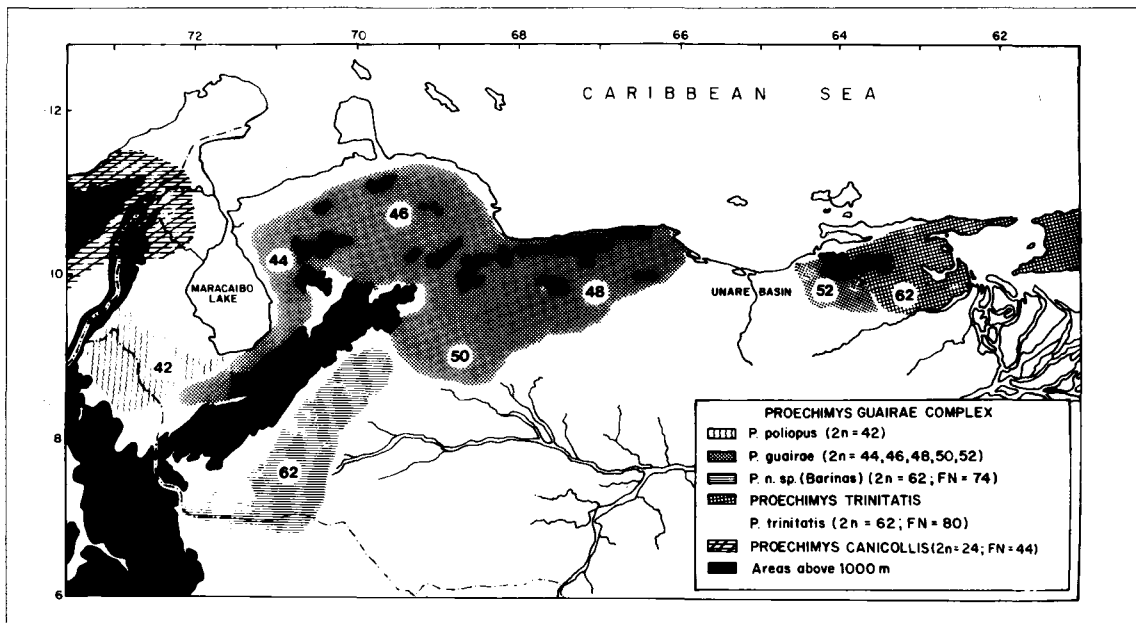 72 70 68 66 64 62
CARIBBEAN SEA
12
46
44
10
MARACAIBO
LAKE
48
UNARE BASIN
52
62
50
42
8
62
6
PROECHIMYS GUAIRAE COMPLEX
P. poliopus (2n=42)
P. guairae (2n=44,46,48,50,52)
P. n. sp. (Barinas) (2n=62; FN=74)
PROECHIMYS TRINITATIS
P. trinitatis (2n=62; FN=80)
PROECHIMYS CANICOLLIS (2n=24; FN=44)
Areas above 1000 m